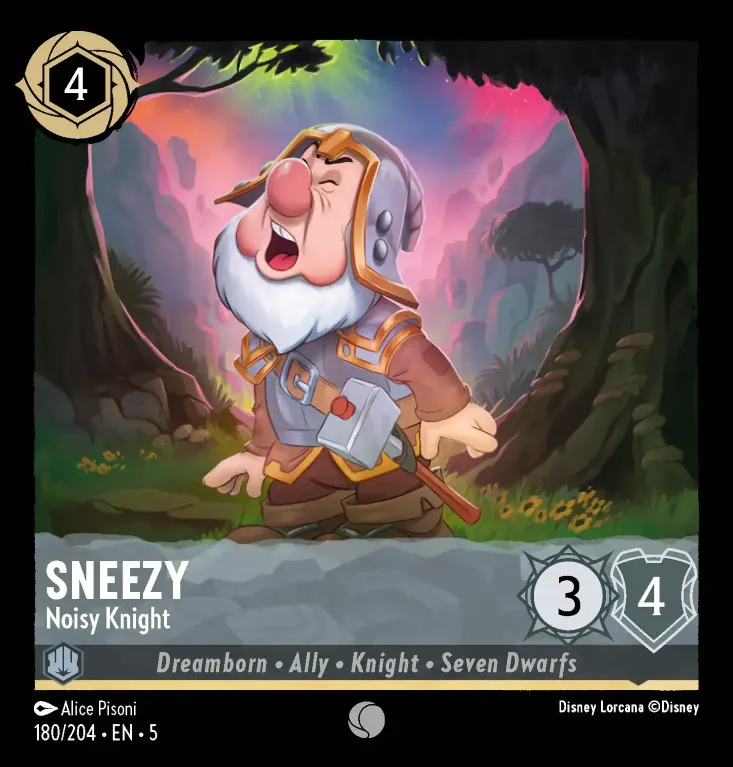 4
SNEEZY
Noisy Knight
3
4
Dreamborn • Ally • Knight • Seven Dwarfs
Alice Pisoni
Disney Lorcana ©Disney
180/204 • EN • 5